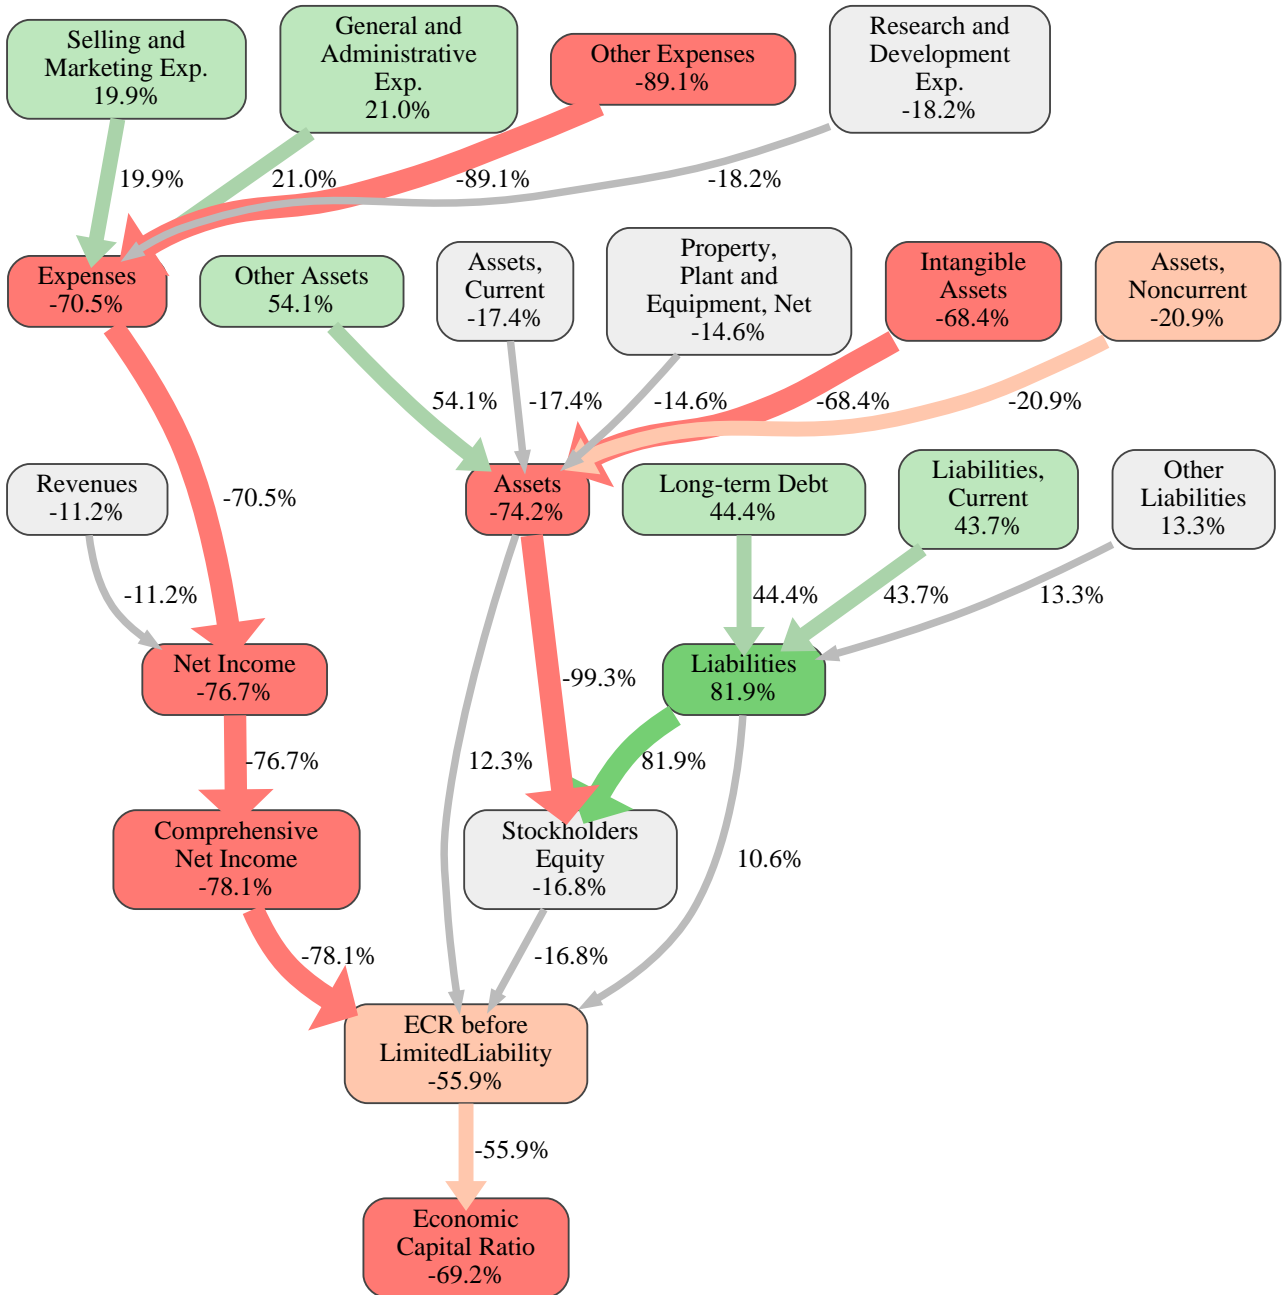 Selling and
Marketing Exp.
19.9%
General and
Administrative
Exp.
21.0%
Other Expenses
-89.1%
Research and
Development
Exp.
-18.2%
19.9%
21.0%
-89.1%
-18.2%
Expenses
-70.5%
Other Assets
54.1%
Assets,
Current
-17.4%
Property,
Plant and
Equipment, Net
-14.6%
Intangible
Assets
-68.4%
Assets,
Noncurrent
-20.9%
54.1%
-17.4%
-14.6%
-68.4%
-20.9%
Revenues
-11.2%
-70.5%
Assets
-74.2%
Long-term Debt
44.4%
Liabilities,
Current
43.7%
Other
Liabilities
13.3%
-11.2%
44.4%
43.7%
13.3%
Net Income
-76.7%
-99.3%
Liabilities
81.9%
-76.7%
12.3%
81.9%
Comprehensive
Net Income
-78.1%
Stockholders
Equity
-16.8%
10.6%
-78.1%
-16.8%
ECR before
LimitedLiability
-55.9%
-55.9%
Economic
Capital Ratio
-69.2%